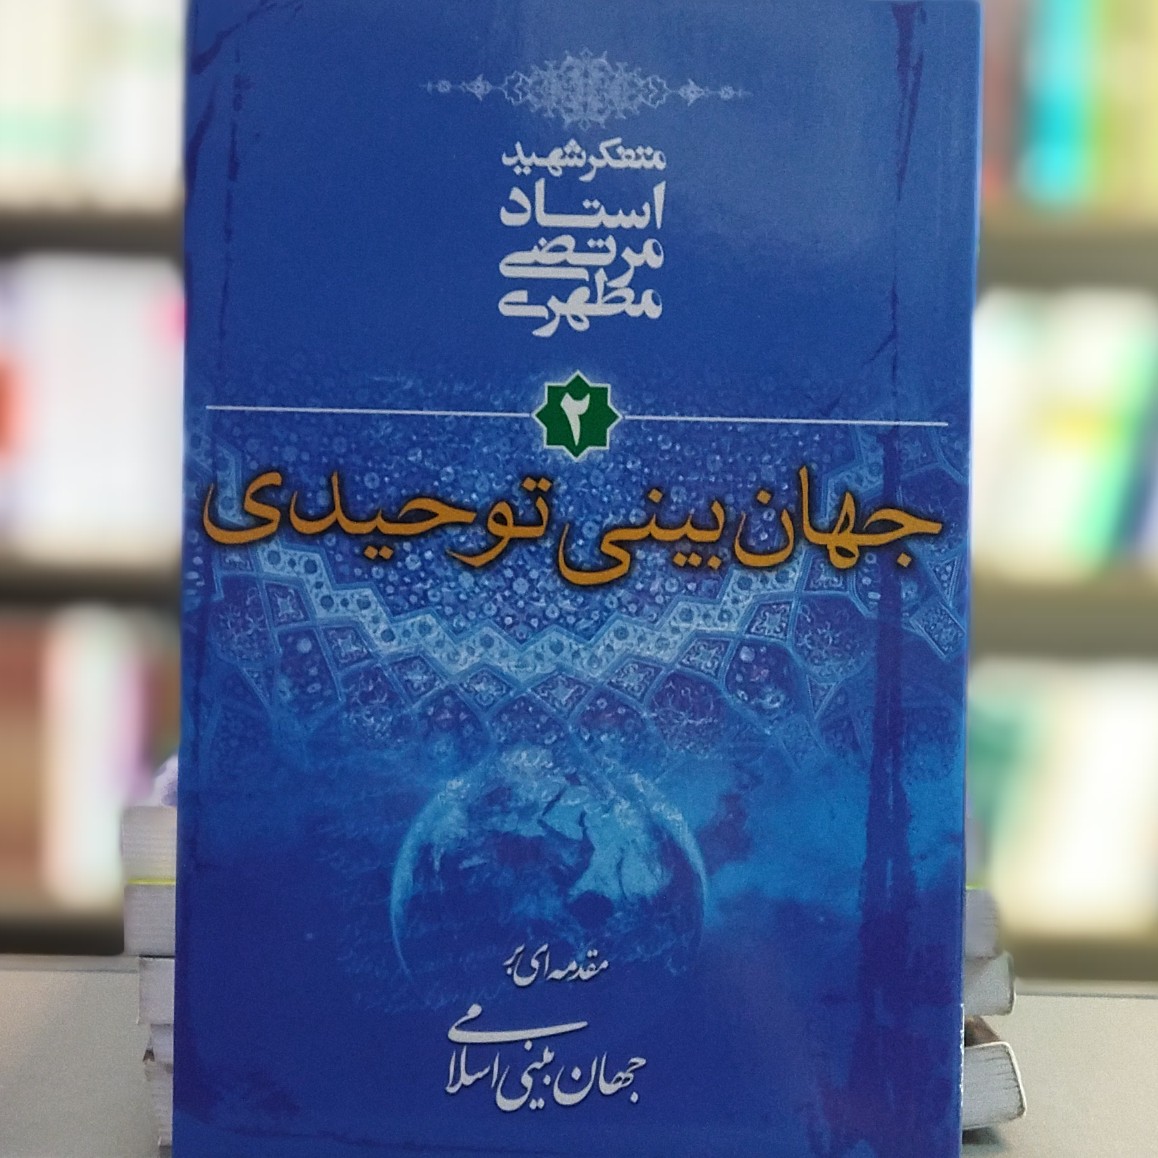 متفکر شهید
استاد
مرتضی
مطهری
۲
جهان بینی توحیدی
مقدمه ای بر
جهان بینی اسلامی